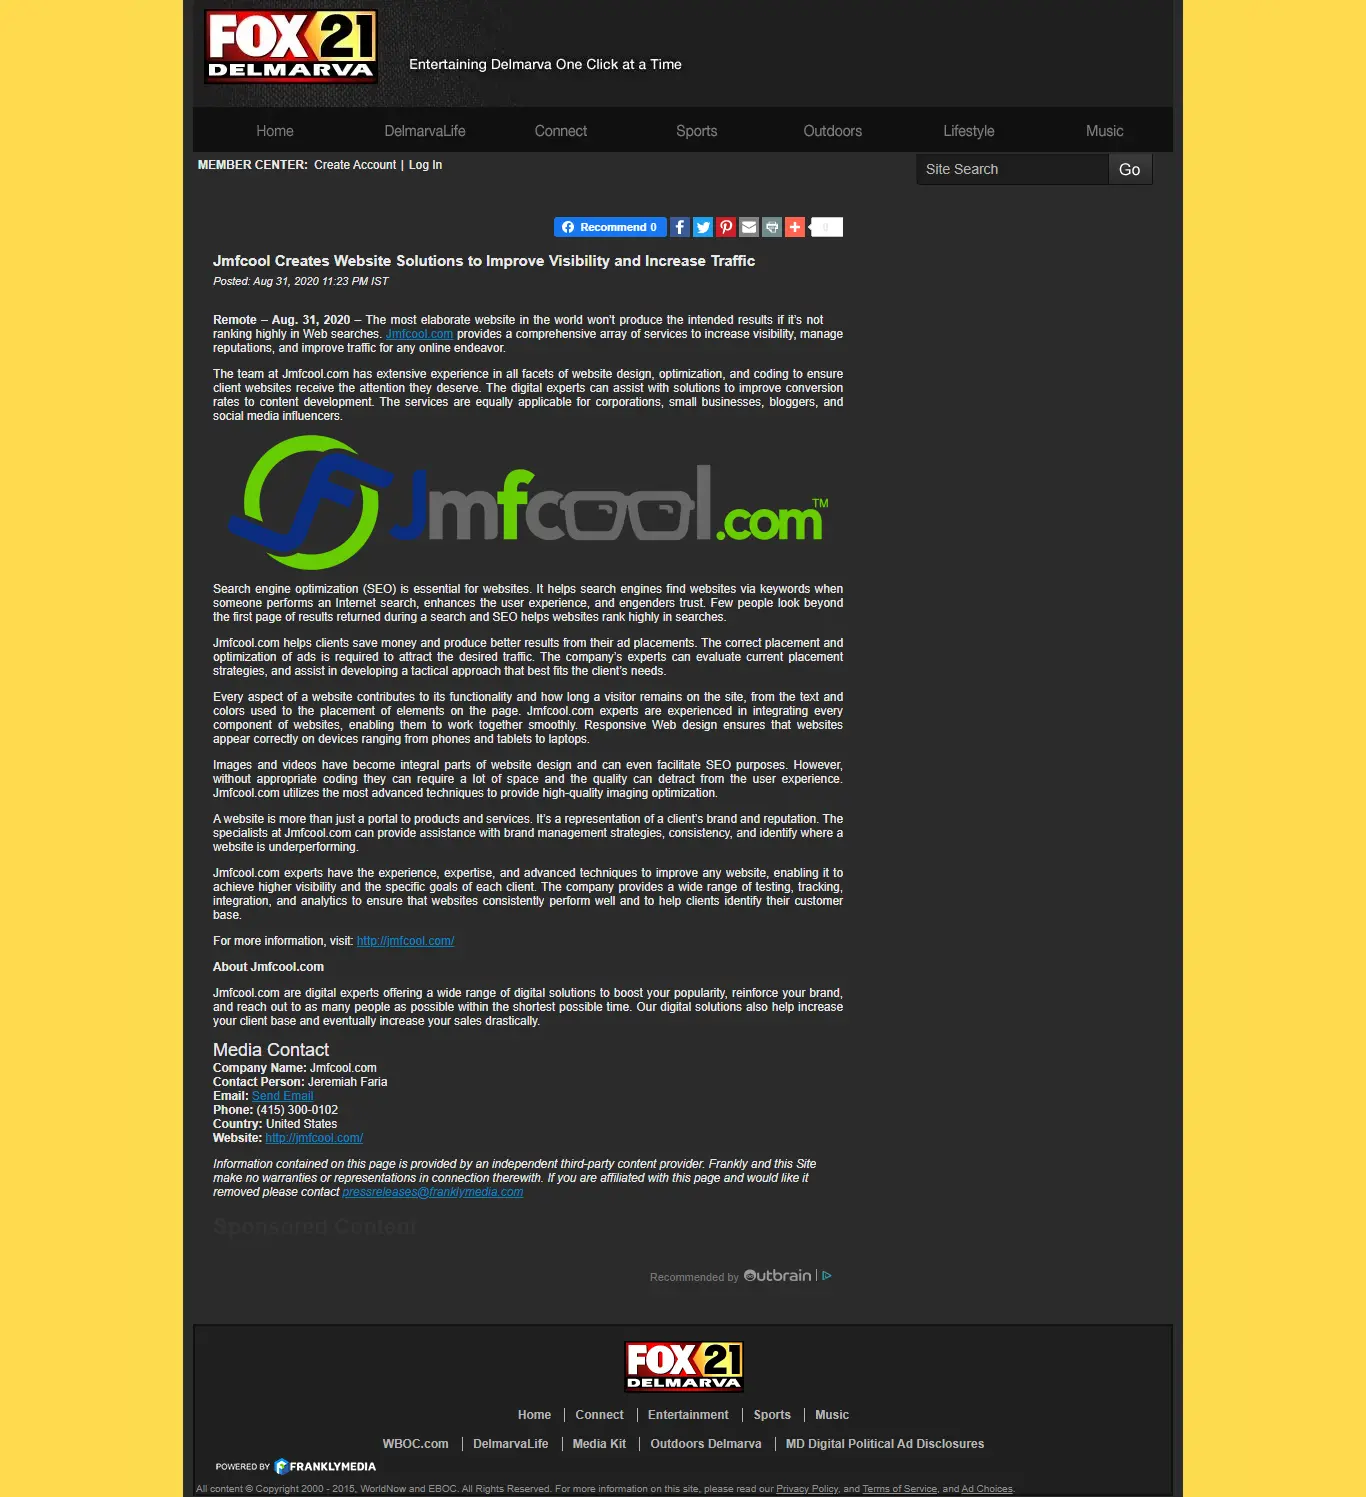 FOX 21
DELMARVA
Entertaining Delmarva One Click at a Time
Home DelmarvaLife Connect Sports Outdoors Lifestyle Music
MEMBER CENTER: Create Account | Log In
Site Search Go
Recommend 0
0
Jmfcool Creates Website Solutions to Improve Visibility and Increase Traffic
Posted: Aug 31, 2020 11:23 PM IST
Remote – Aug. 31, 2020 – The most elaborate website in the world won’t produce the intended results if it’s not
ranking highly in Web searches. Jmfcool.com provides a comprehensive array of services to increase visibility, manage
reputations, and improve traffic for any online endeavor.
The team at Jmfcool.com has extensive experience in all facets of website design, optimization, and coding to ensure
client websites receive the attention they deserve. The digital experts can assist with solutions to improve conversion
rates to content development. The services are equally applicable for corporations, small businesses, bloggers, and
social media influencers.
Jmfcool.com™
Search engine optimization (SEO) is essential for websites. It helps search engines find websites via keywords when
someone performs an Internet search, enhances the user experience, and engenders trust. Few people look beyond
the first page of results returned during a search and SEO helps websites rank highly in searches.
Jmfcool.com helps clients save money and produce better results from their ad placements. The correct placement and
optimization of ads is required to attract the desired traffic. The company’s experts can evaluate current placement
strategies, and assist in developing a tactical approach that best fits the client’s needs.
Every aspect of a website contributes to its functionality and how long a visitor remains on the site, from the text and
colors used to the placement of elements on the page. Jmfcool.com experts are experienced in integrating every
component of websites, enabling them to work together smoothly. Responsive Web design ensures that websites
appear correctly on devices ranging from phones and tablets to laptops.
Images and videos have become integral parts of website design and can even facilitate SEO purposes. However,
without appropriate coding they can require a lot of space and the quality can detract from the user experience.
Jmfcool.com utilizes the most advanced techniques to provide high-quality imaging optimization.
A website is more than just a portal to products and services. It’s a representation of a client’s brand and reputation. The
specialists at Jmfcool.com can provide assistance with brand management strategies, consistency, and identify where a
website is underperforming.
Jmfcool.com experts have the experience, expertise, and advanced techniques to improve any website, enabling it to
achieve higher visibility and the specific goals of each client. The company provides a wide range of testing, tracking,
integration, and analytics to ensure that websites consistently perform well and to help clients identify their customer
base.
For more information, visit: http://jmfcool.com/
About Jmfcool.com
Jmfcool.com are digital experts offering a wide range of digital solutions to boost your popularity, reinforce your brand,
and reach out to as many people as possible within the shortest possible time. Our digital solutions also help increase
your client base and eventually increase your sales drastically.
Media Contact
Company Name: Jmfcool.com
Contact Person: Jeremiah Faria
Email: Send Email
Phone: (415) 300-0102
Country: United States
Website: http://jmfcool.com/
Information contained on this page is provided by an independent third-party content provider. Frankly and this Site
make no warranties or representations in connection therewith. If you are affiliated with this page and would like it
removed please contact pressreleases@franklymedia.com
Sponsored Content
Recommended by Outbrain |
FOX 21
DELMARVA
Home | Connect | Entertainment | Sports | Music
WBOC.com | DelmarvaLife | Media Kit | Outdoors Delmarva | MD Digital Political Ad Disclosures
POWERED BY FRANKLYMEDIA
All content © Copyright 2000 - 2015, WorldNow and EBOC. All Rights Reserved. For more information on this site, please read our Privacy Policy, and Terms of Service, and Ad Choices.